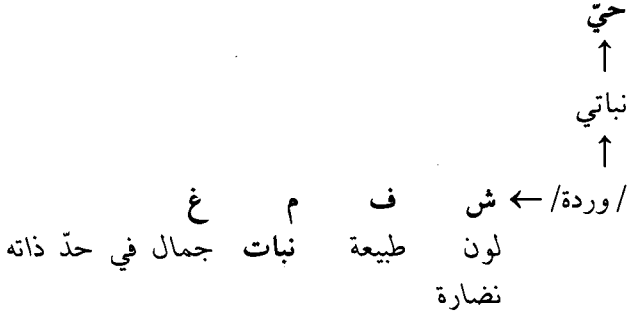 حيّ
↑
نباتي
↑
/وردة/ ← ش ف م غ
لون طبيعة نبات جمال في حدّ ذاته
نضارة